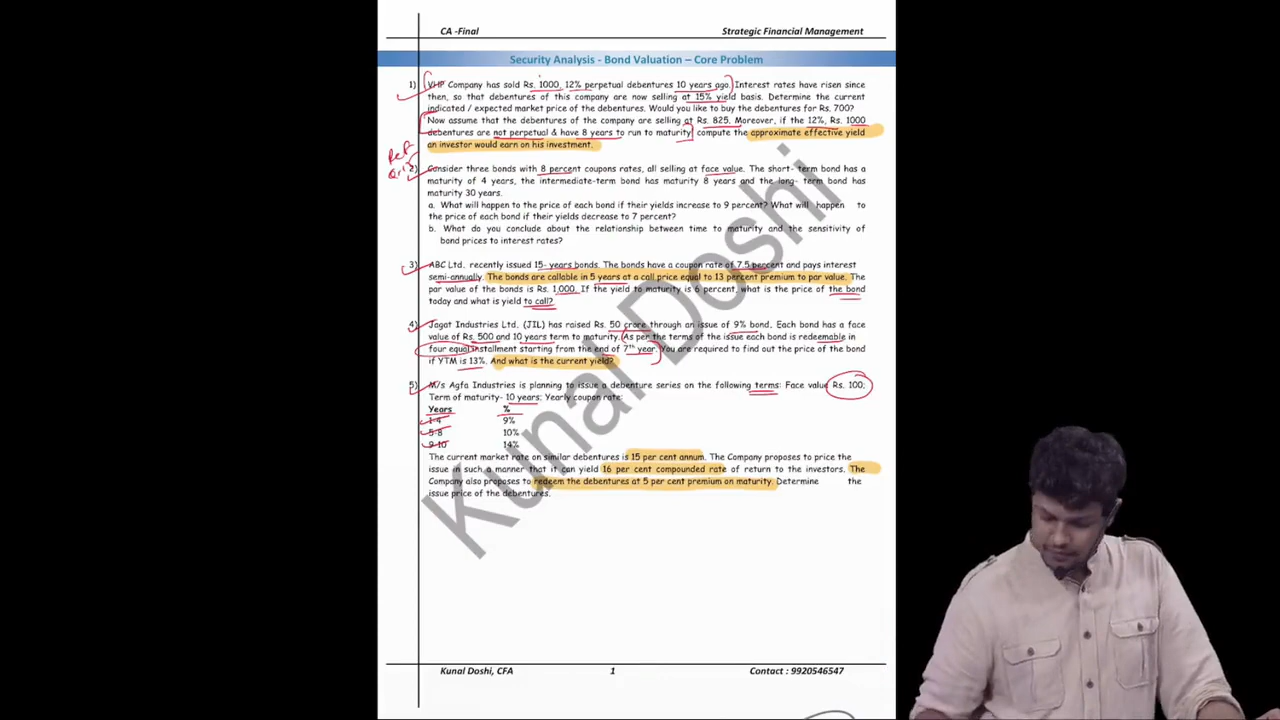 CA -Final Strategic Financial Management
Security Analysis - Bond Valuation – Core Problem
1) VHP Company has sold Rs. 1000, 12% perpetual debentures 10 years ago. Interest rates have risen since
then, so that debentures of this company are now selling at 15% yield basis. Determine the current
indicated / expected market price of the debentures. Would you like to buy the debentures for Rs. 700?
Now assume that the debentures of the company are selling at Rs. 825. Moreover, if the 12%, Rs. 1000
debentures are not perpetual & have 8 years to run to maturity compute the approximate effective yield
an investor would earn on his investment.
2) Consider three bonds with 8 percent coupons rates, all selling at face value. The short- term bond has a
maturity of 4 years, the intermediate-term bond has maturity 8 years and the long- term bond has
maturity 30 years.
a. What will happen to the price of each bond if their yields increase to 9 percent? What will happen to
the price of each bond if their yields decrease to 7 percent?
b. What do you conclude about the relationship between time to maturity and the sensitivity of
bond prices to interest rates?
3) ABC Ltd. recently issued 15- years bonds. The bonds have a coupon rate of 7.5 percent and pays interest
semi-annually. The bonds are callable in 5 years at a call price equal to 13 percent premium to par value. The
par value of the bonds is Rs. 1,000. If the yield to maturity is 6 percent, what is the price of the bond
today and what is yield to call?
4) Jagat Industries Ltd. (JIL) has raised Rs. 50 crore through an issue of 9% bond. Each bond has a face
value of Rs. 500 and 10 years term to maturity. As per the terms of the issue each bond is redeemable in
four equal installment starting from the end of 7th year. You are required to find out the price of the bond
if YTM is 13%. And what is the current yield?
5) M/s Agfa Industries is planning to issue a debenture series on the following terms: Face value Rs. 100;
Term of maturity- 10 years; Yearly coupon rate:
Years %
1-4 9%
5-8 10%
9-10 14%
The current market rate on similar debentures is 15 per cent annum. The Company proposes to price the
issue in such a manner that it can yield 16 per cent compounded rate of return to the investors. The
Company also proposes to redeem the debentures at 5 per cent premium on maturity. Determine the
issue price of the debentures.
Kunal Doshi
Kunal Doshi, CFA 1 Contact : 9920546547